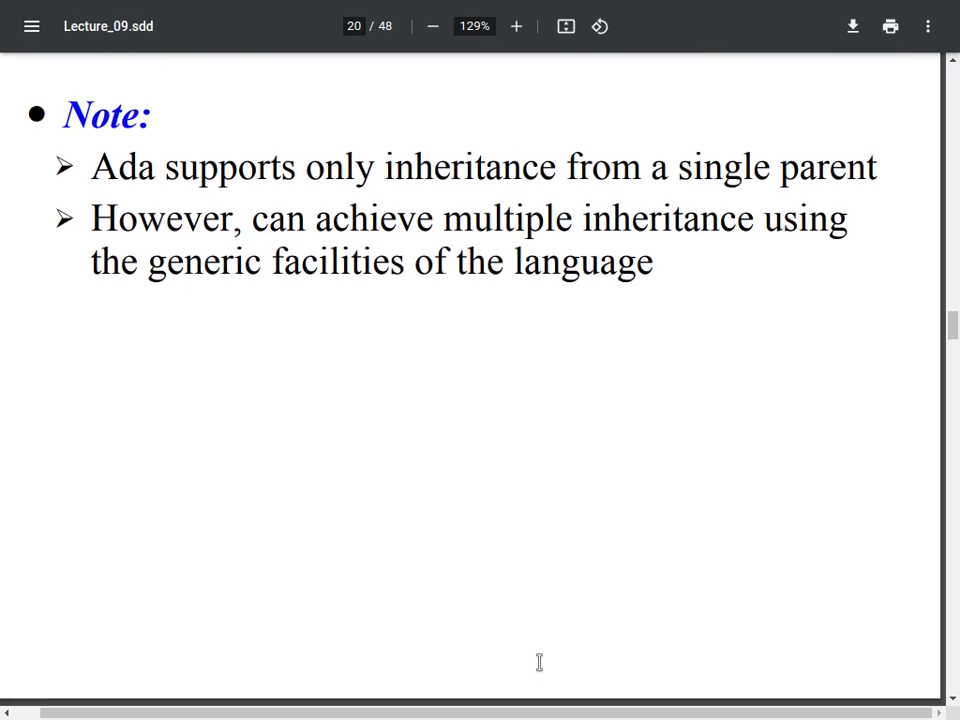 Lecture_09.sdd 20 / 48 129%
● Note:
➢ Ada supports only inheritance from a single parent
➢ However, can achieve multiple inheritance using
the generic facilities of the language